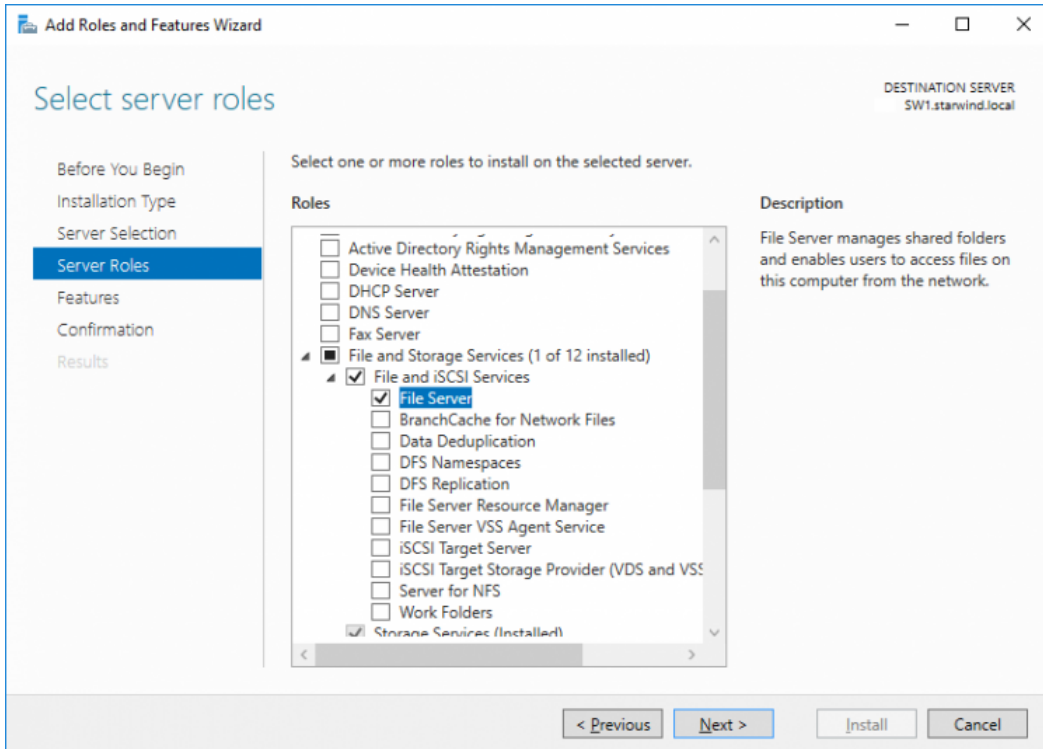 Add Roles and Features Wizard
Select server roles
DESTINATION SERVER
SW1.starwind.local
Before You Begin
Installation Type
Server Selection
Server Roles
Features
Confirmation
Results
Select one or more roles to install on the selected server.
Roles
Active Directory Rights Management Services
Device Health Attestation
DHCP Server
DNS Server
Fax Server
File and Storage Services (1 of 12 installed)
File and iSCSI Services
File Server
BranchCache for Network Files
Data Deduplication
DFS Namespaces
DFS Replication
File Server Resource Manager
File Server VSS Agent Service
iSCSI Target Server
iSCSI Target Storage Provider (VDS and VSS
Server for NFS
Work Folders
Storage Services (Installed)
Description
File Server manages shared folders
and enables users to access files on
this computer from the network.
< Previous
Next >
Install
Cancel